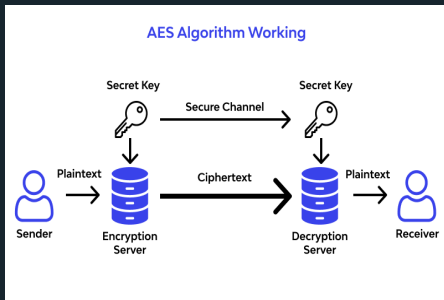 AES Algorithm Working
Secret Key
Secret Key
Secure Channel
Plaintext
Ciphertext
Plaintext
Sender
Encryption
Server
Decryption
Server
Receiver